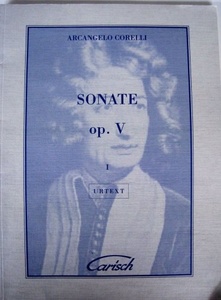 ARCANGELO CORELLI
SONATE
op. V
I
URTEXT
Carisch